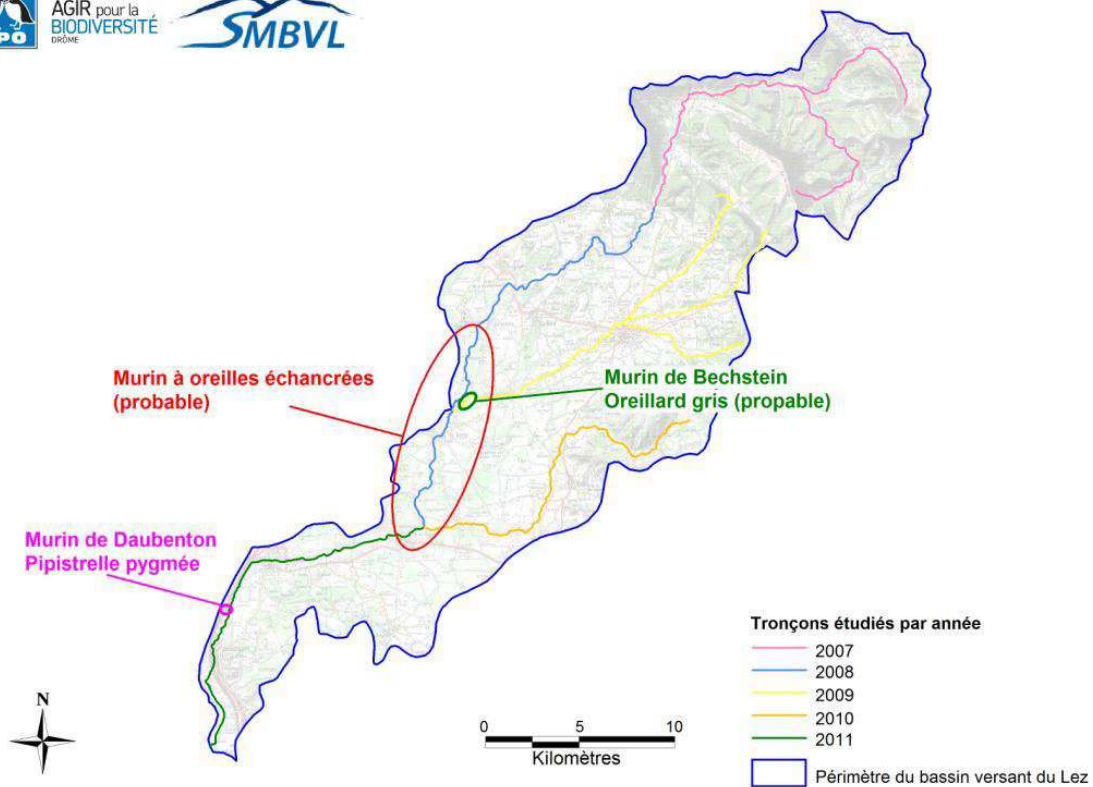 AGIR pour la
BIODIVERSITÉ
DRÔME
PO
SMBVL
Murin à oreilles échancrées
(probable)
Murin de Bechstein
Oreillard gris (propable)
Murin de Daubenton
Pipistrelle pygmée
Tronçons étudiés par année
2007
2008
2009
2010
2011
Périmètre du bassin versant du Lez
N
0 5 10
Kilomètres